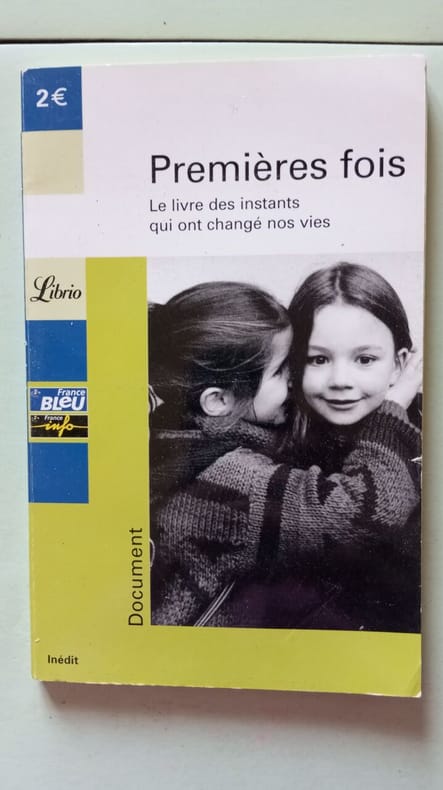 2€
Premières fois
Le livre des instants
qui ont changé nos vies
Librio
France
BLEU
France
info
Document
Inédit